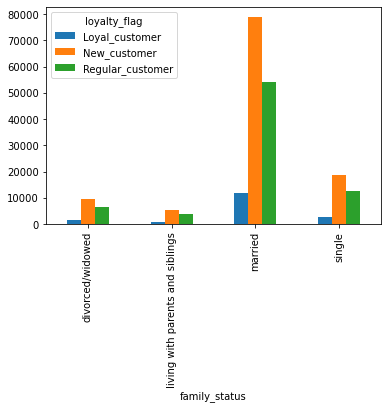 loyalty_flag
Loyal_customer
New_customer
Regular_customer
80000
70000
60000
50000
40000
30000
20000
10000
0
divorced/widowed
living with parents and siblings
married
single
family_status